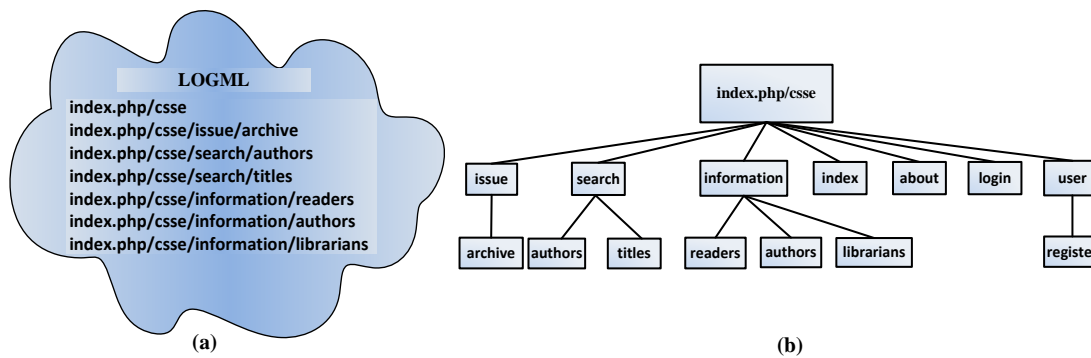 LOGML
index.php/csse
index.php/csse/issue/archive
index.php/csse/search/authors
index.php/csse/search/titles
index.php/csse/information/readers
index.php/csse/information/authors
index.php/csse/information/librarians
(a)
index.php/csse
issue search information index about login user
archive authors titles readers authors librarians register
(b)